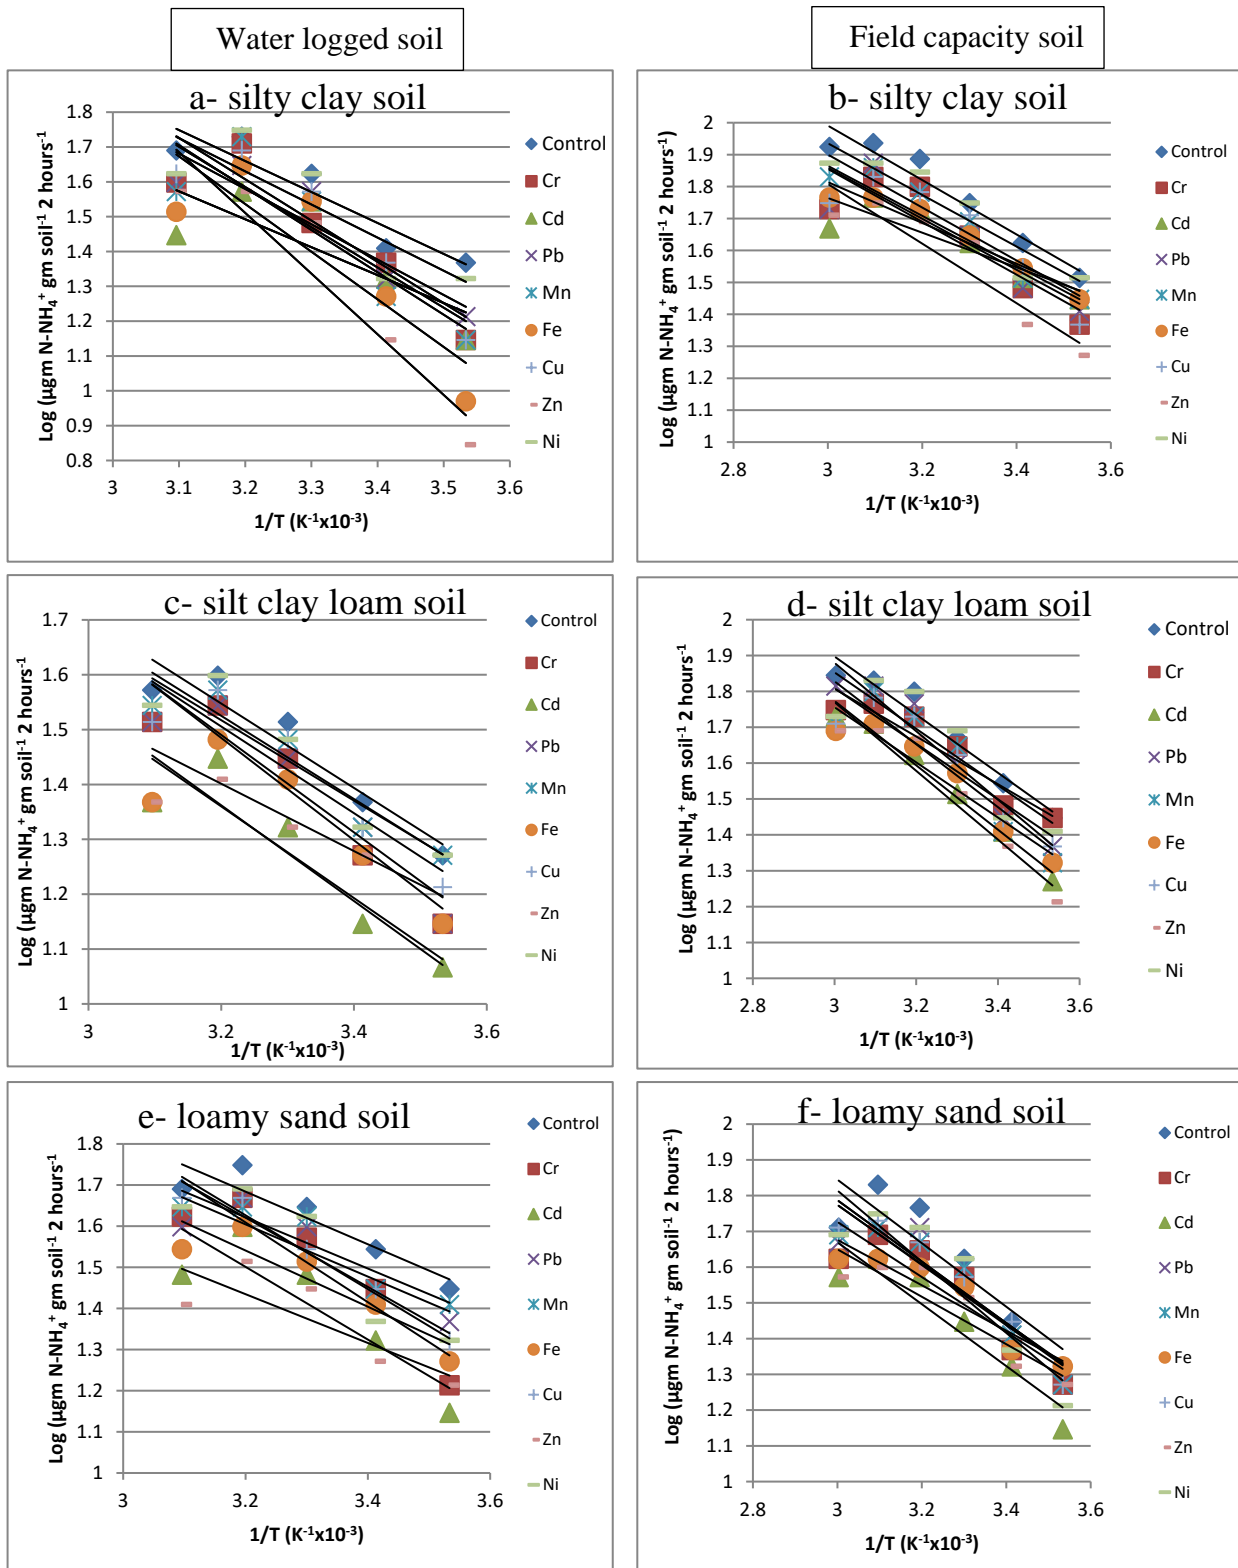 Water logged soil
Field capacity soil
a- silty clay soil
Log (µgm N-NH₄⁺ gm soil⁻¹ 2 hours⁻¹
1.8
1.7
1.6
1.5
1.4
1.3
1.2
1.1
1
0.9
0.8
3
3.1
3.2
3.3
3.4
3.5
3.6
1/T (K⁻¹x10⁻³)
Control
Cr
Cd
Pb
Mn
Fe
Cu
Zn
Ni
b- silty clay soil
Log (µgm N-NH₄⁺ gm soil⁻¹ 2 hours⁻¹)
2
1.9
1.8
1.7
1.6
1.5
1.4
1.3
1.2
1.1
1
2.8
3
3.2
3.4
3.6
1/T (K⁻¹x10⁻³)
Control
Cr
Cd
Pb
Mn
Fe
Cu
Zn
Ni
c- silt clay loam soil
Log (µgm N-NH₄⁺ gm soil⁻¹ 2 hours⁻¹
1.7
1.6
1.5
1.4
1.3
1.2
1.1
1
3
3.2
3.4
3.6
1/T (K⁻¹x10⁻³)
Control
Cr
Cd
Pb
Mn
Fe
Cu
Zn
Ni
d- silt clay loam soil
Log (µgm N-NH₄⁺ gm soil⁻¹ 2 hours⁻¹
2
1.9
1.8
1.7
1.6
1.5
1.4
1.3
1.2
1.1
1
2.8
3
3.2
3.4
3.6
1/T (K⁻¹x10⁻³)
Control
Cr
Cd
Pb
Mn
Fe
Cu
Zn
Ni
e- loamy sand soil
Log (µgm N-NH₄⁺ gm soil⁻¹ 2 hours⁻¹
1.8
1.7
1.6
1.5
1.4
1.3
1.2
1.1
1
3
3.2
3.4
3.6
1/T (K⁻¹x10⁻³)
Control
Cr
Cd
Pb
Mn
Fe
Cu
Zn
Ni
f- loamy sand soil
Log (µgm N-NH₄⁺ gm soil⁻¹ 2 hours⁻¹)
2
1.9
1.8
1.7
1.6
1.5
1.4
1.3
1.2
1.1
1
2.8
3
3.2
3.4
3.6
1/T (K⁻¹x10⁻³)
Control
Cr
Cd
Pb
Mn
Fe
Cu
Zn
Ni